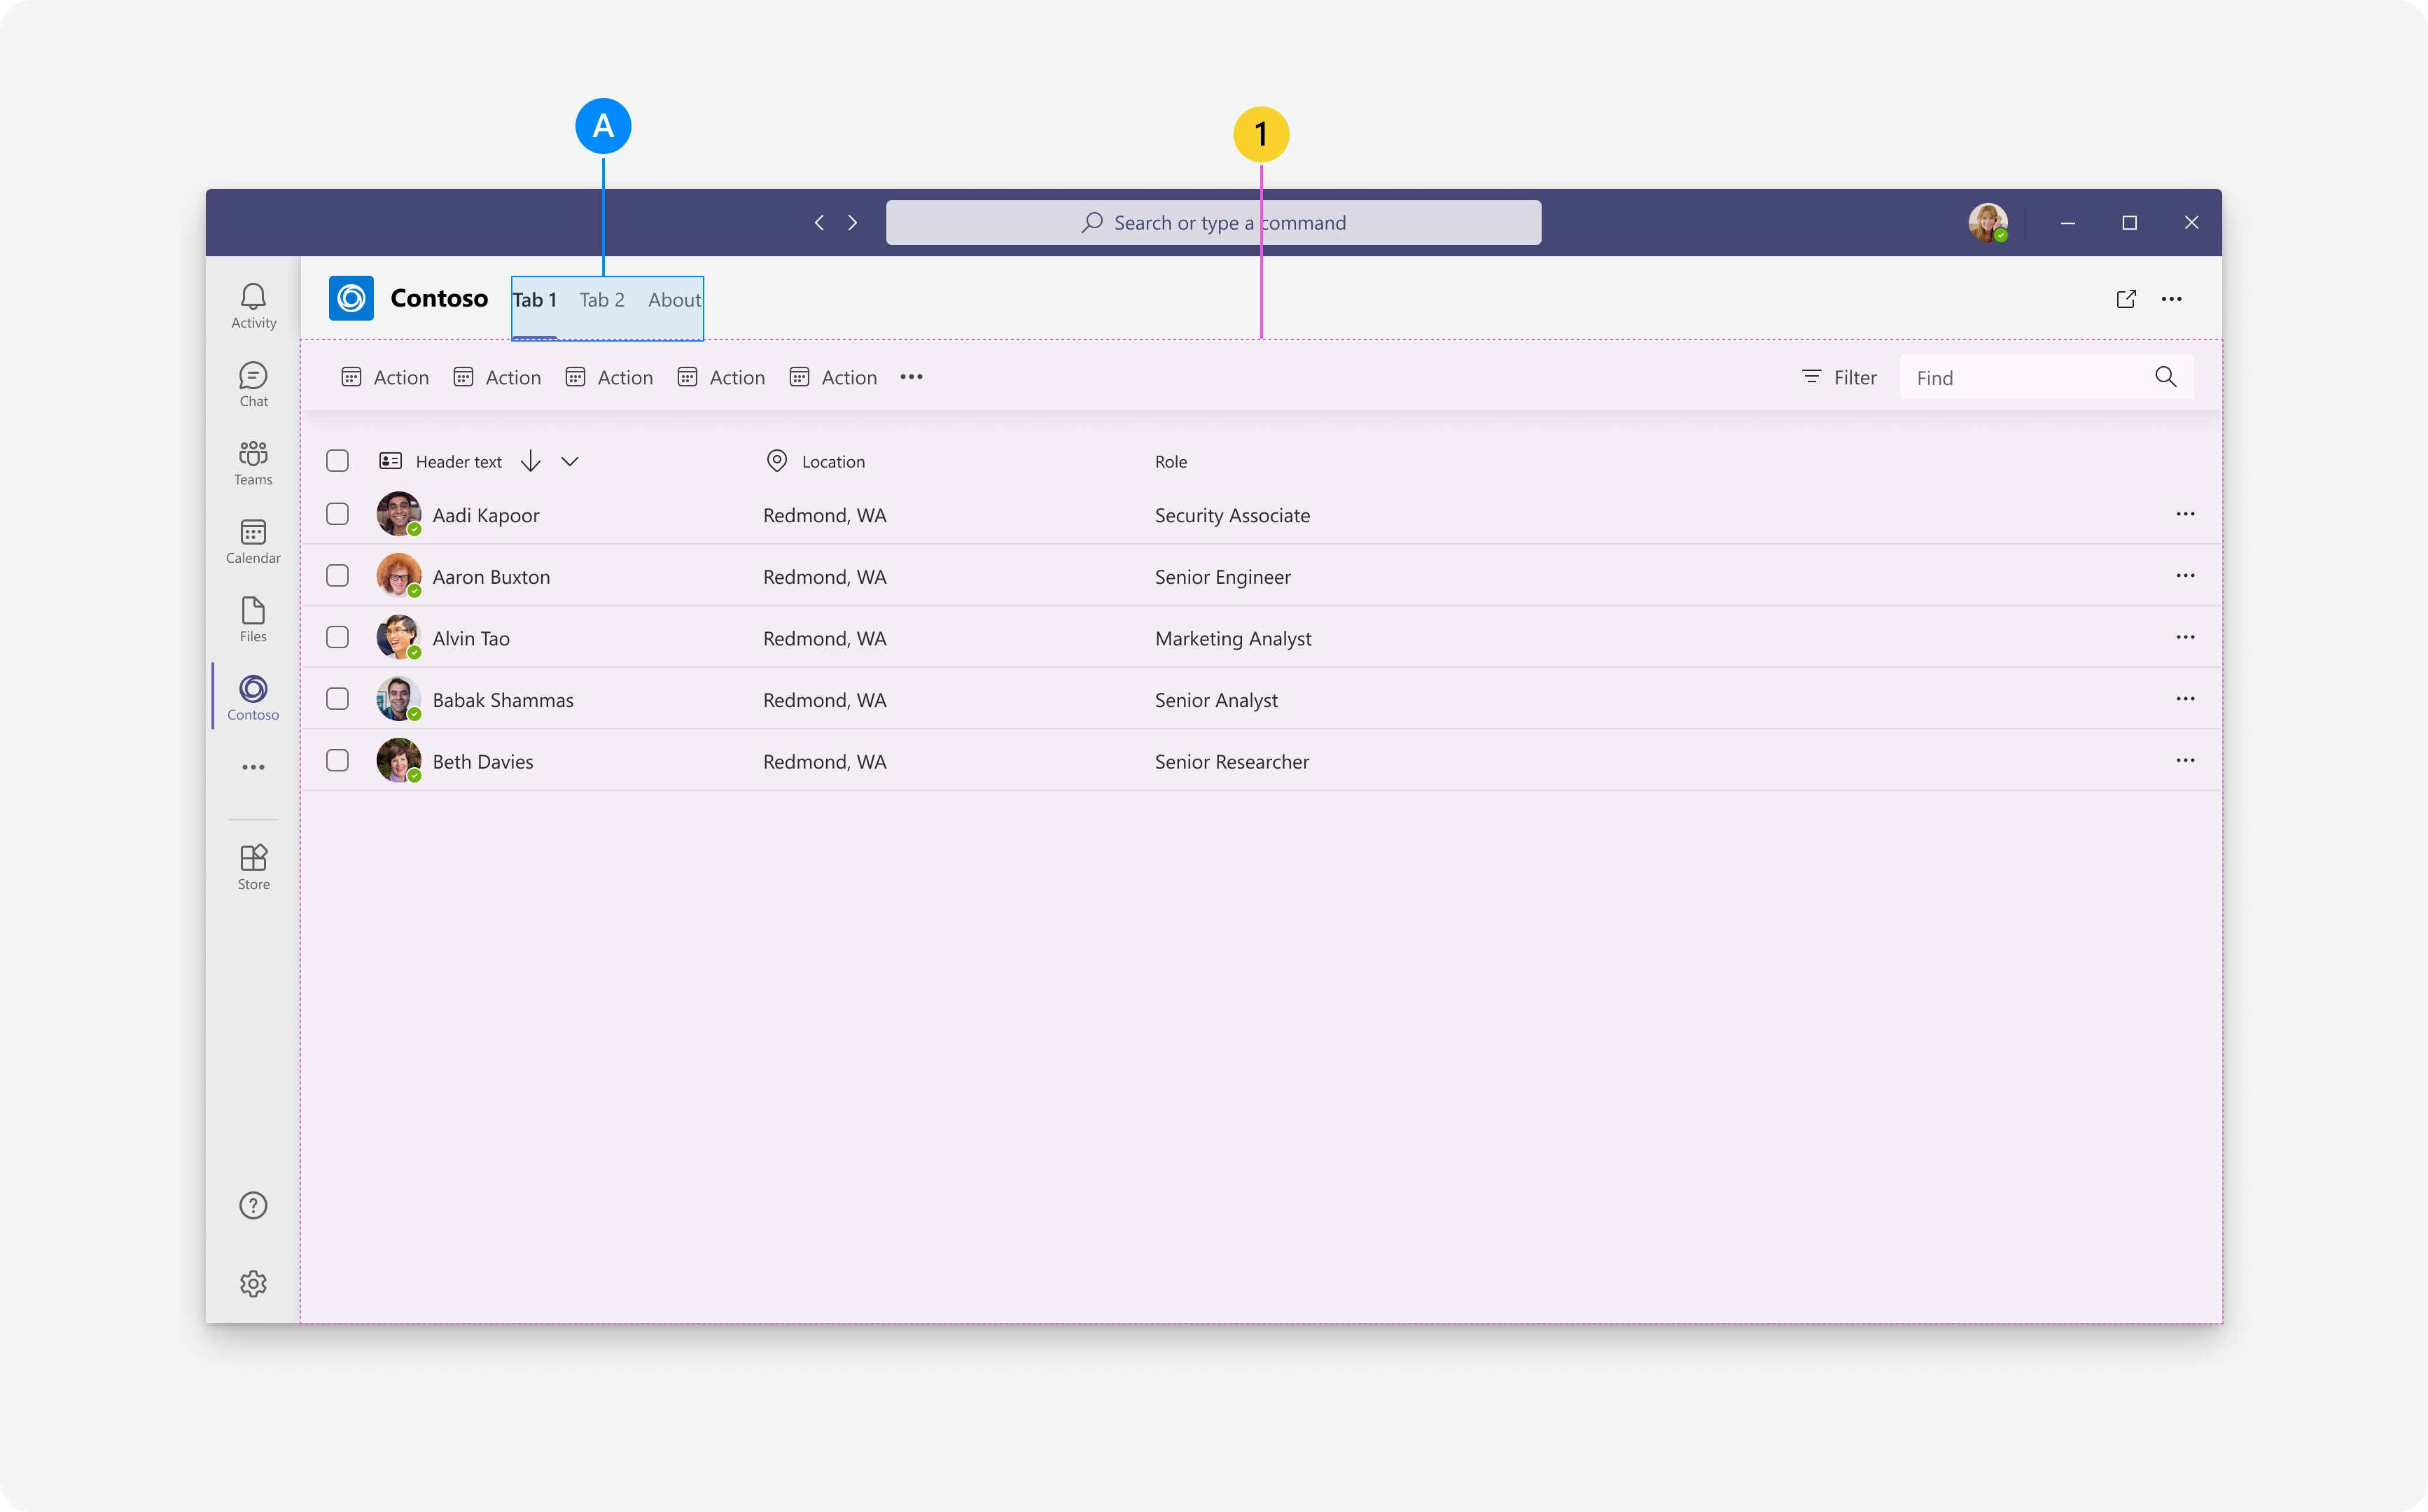 A
1
Search or type a command
Contoso Tab 1 Tab 2 About
Activity
Chat
Teams
Calendar
Files
Contoso
Store
Action Action Action Action Action
Filter Find
Header text Location Role
Aadi Kapoor Redmond, WA Security Associate
Aaron Buxton Redmond, WA Senior Engineer
Alvin Tao Redmond, WA Marketing Analyst
Babak Shammas Redmond, WA Senior Analyst
Beth Davies Redmond, WA Senior Researcher